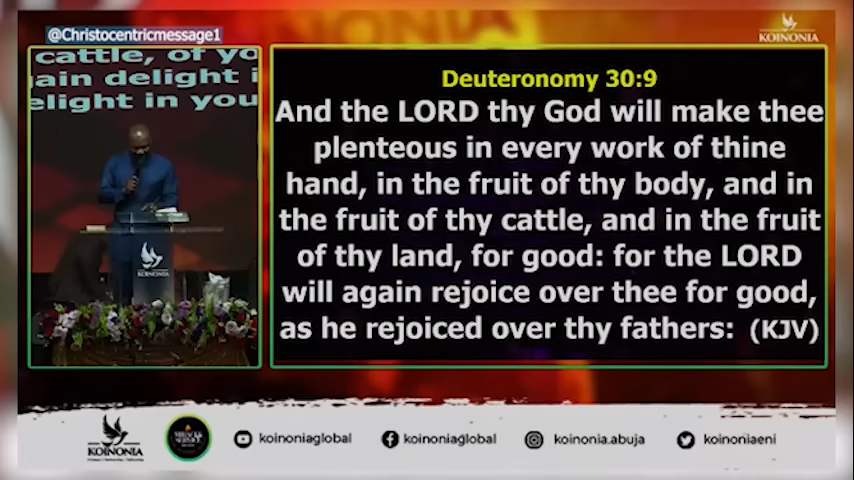 @Christocentricmessage1
KOINONIA
KOINONIA
cattle, of yo
ain delight i
elight in you
KOINONIA
Deuteronomy 30:9
And the LORD thy God will make thee
plenteous in every work of thine
hand, in the fruit of thy body, and in
the fruit of thy cattle, and in the fruit
of thy land, for good: for the LORD
will again rejoice over thee for good,
as he rejoiced over thy fathers: (KJV)
KOINONIA
koinoniaglobal
koinoniaglobal
koinonia.abuja
koinoniaeni